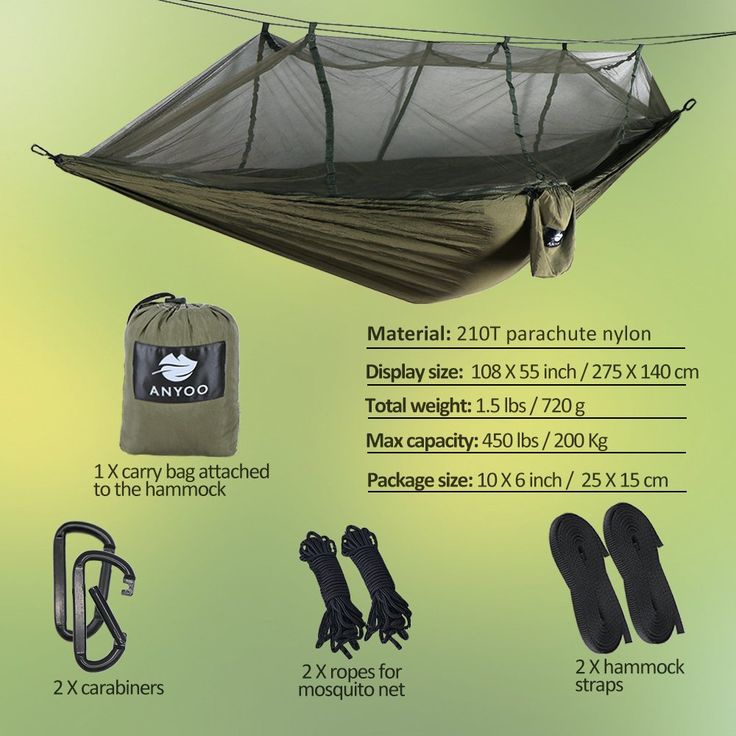 Material: 210T parachute nylon
Display size: 108 X 55 inch / 275 X 140 cm
Total weight: 1.5 lbs / 720 g
Max capacity: 450 lbs / 200 Kg
Package size: 10 X 6 inch / 25 X 15 cm
ANYOO
1 X carry bag attached
to the hammock
2 X carabiners
2 X ropes for
mosquito net
2 X hammock
straps